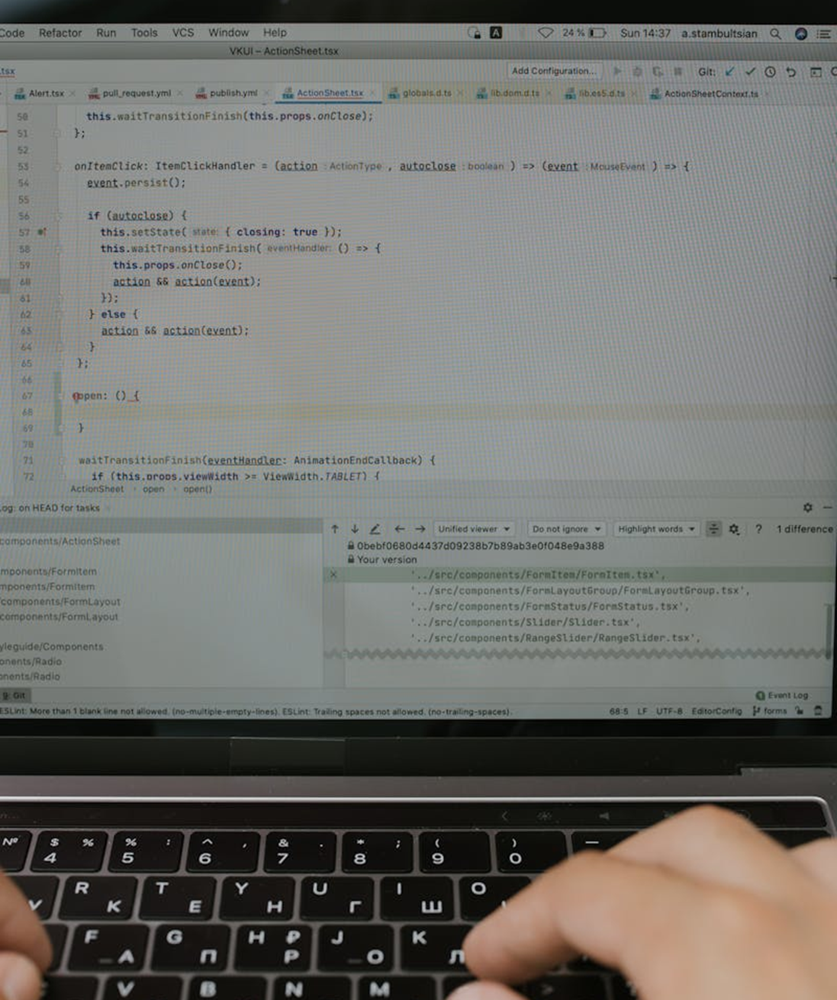 Code Refactor Run Tools VCS Window Help A 24 % Sun 14:37 a.stambultsian
VKUI – ActionSheet.tsx
.tsx Add Configuration... Git:
Alert.tsx pull_request.yml publish.yml ActionSheet.tsx globals.d.ts lib.dom.d.ts lib.es5.d.ts ActionSheetContext.ts
50 this.waitTransitionFinish(this.props.onClose);
51 };
52
53 onItemClick: ItemClickHandler = (action : ActionType , autoclose : boolean ) => (event : MouseEvent ) => {
54 event.persist();
55
56 if (autoclose) {
57 this.setState( state: { closing: true });
58 this.waitTransitionFinish( eventHandler: () => {
59 this.props.onClose();
60 action && action(event);
61 });
62 } else {
63 action && action(event);
64 }
65 };
66
67 open: () {
68
69 }
70
71 waitTransitionFinish(eventHandler: AnimationEndCallback) {
72 if (this.props.viewWidth >= ViewWidth.TABLET) {
ActionSheet open open()
og: on HEAD for tasks
Unified viewer Do not ignore Highlight words ? 1 difference
components/ActionSheet
0bebf0680d4437d09238b7b89ab3e0f048e9a388
Your version
mponents/FormItem
mponents/FormItem
components/FormLayout
components/FormLayout
yleguide/Components
onents/Radio
onents/Radio
'../src/components/FormItem/FormItem.tsx',
'../src/components/FormLayoutGroup/FormLayoutGroup.tsx',
'../src/components/FormStatus/FormStatus.tsx',
'../src/components/Slider/Slider.tsx',
'../src/components/RangeSlider/RangeSlider.tsx',
9: Git Event Log
ESLint: More than 1 blank line not allowed. (no-multiple-empty-lines). ESLint: Trailing spaces not allowed. (no-trailing-spaces). 68:5 LF UTF-8 EditorConfig forms
№ $ % % : ^ , & . * ; ( ) —
4 5 6 7 8 9 0
R T Y U I O
К Е Н Г Ш
F G H ₽ J K
А П Р О Л
V B N M >